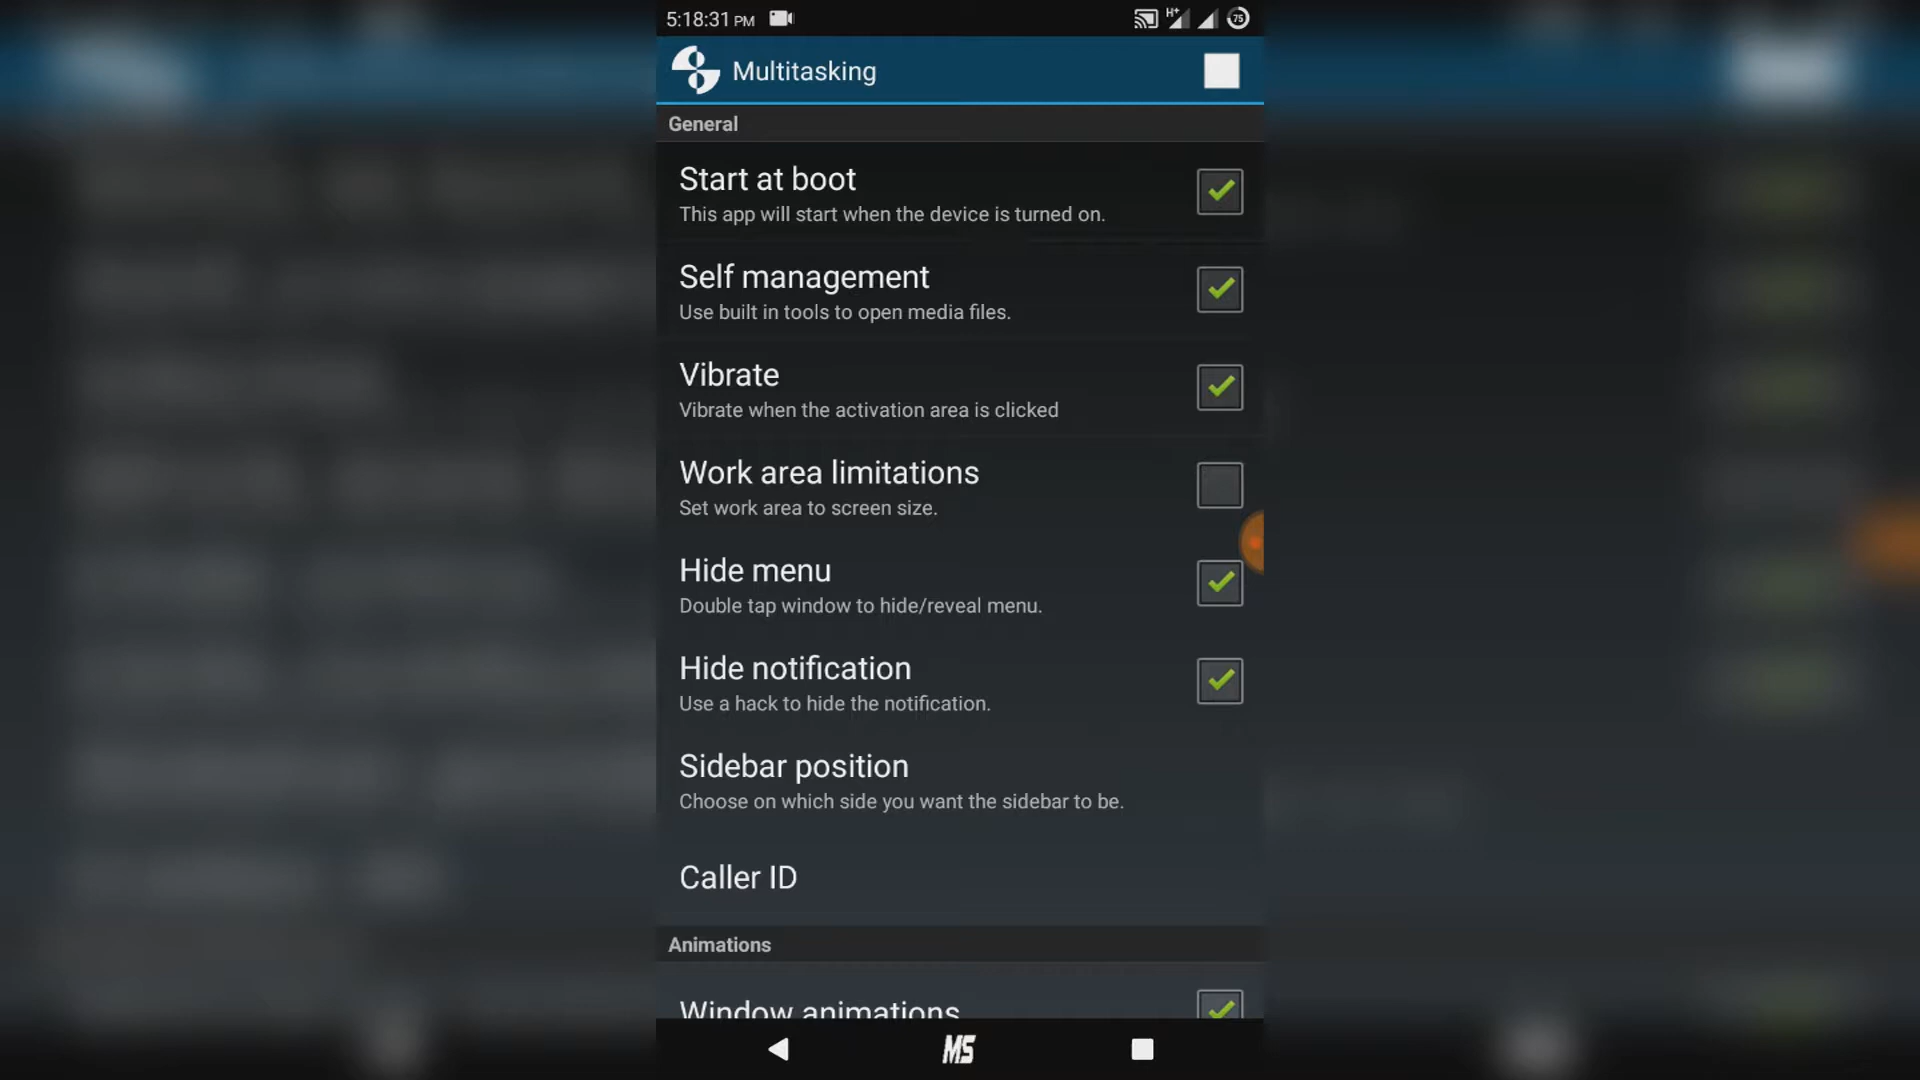 5:18:31 PM
H+
75
Multitasking
General
Start at boot
This app will start when the device is turned on.
Self management
Use built in tools to open media files.
Vibrate
Vibrate when the activation area is clicked
Work area limitations
Set work area to screen size.
Hide menu
Double tap window to hide/reveal menu.
Hide notification
Use a hack to hide the notification.
Sidebar position
Choose on which side you want the sidebar to be.
Caller ID
Animations
Window animations
MS